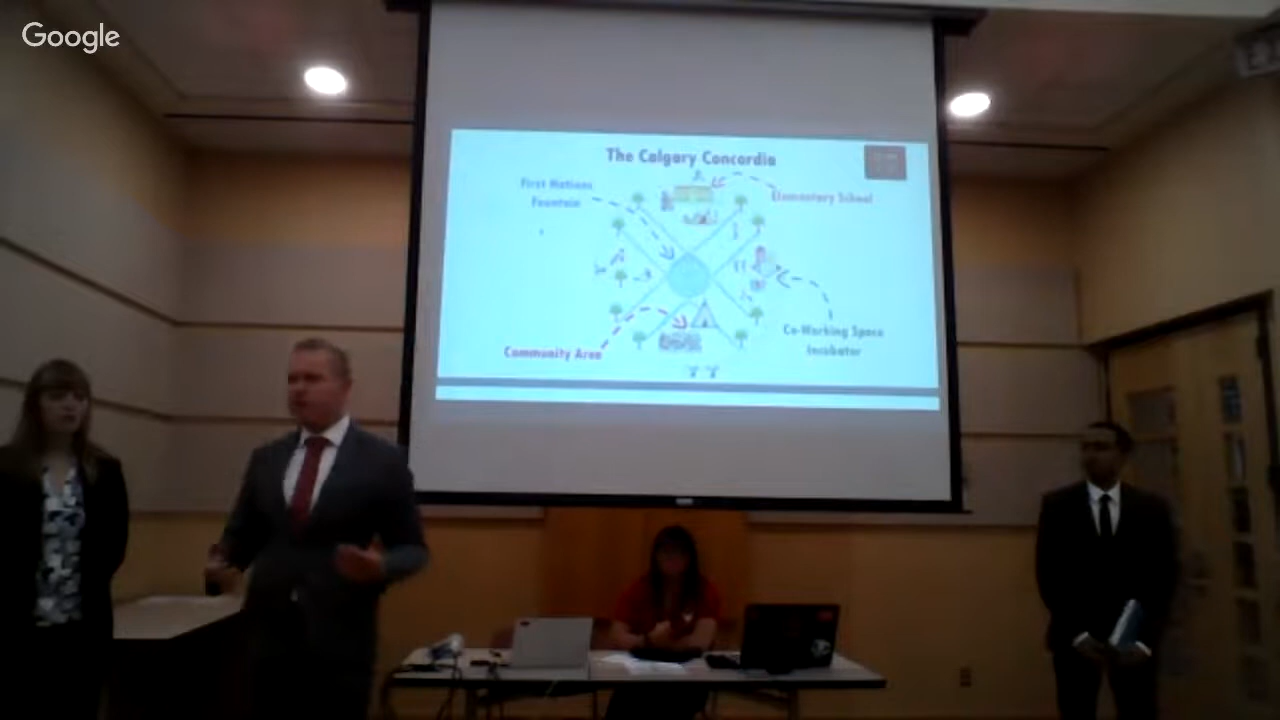 Google
The Calgary Concordia
First Nations
Fountain
Elementary School
Co-Working Space
Incubator
Community Area